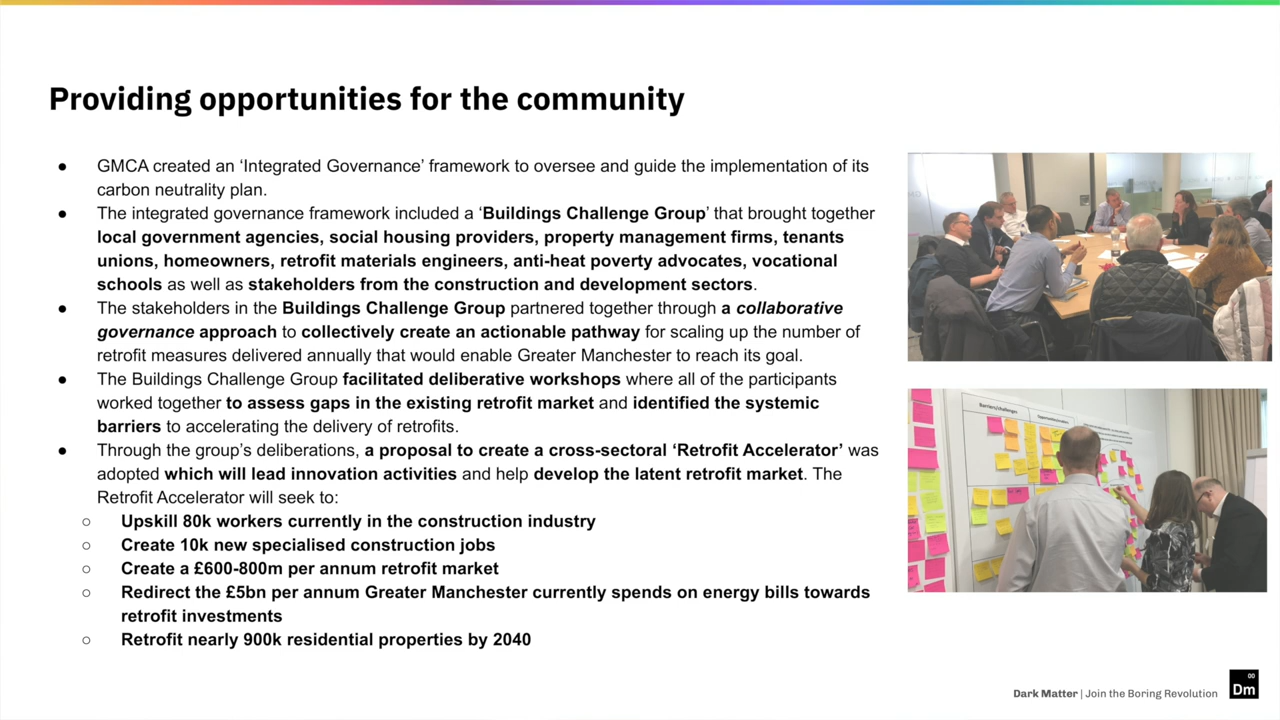 Providing opportunities for the community
● GMCA created an ‘Integrated Governance’ framework to oversee and guide the implementation of its
carbon neutrality plan.
● The integrated governance framework included a ‘Buildings Challenge Group’ that brought together
local government agencies, social housing providers, property management firms, tenants
unions, homeowners, retrofit materials engineers, anti-heat poverty advocates, vocational
schools as well as stakeholders from the construction and development sectors.
● The stakeholders in the Buildings Challenge Group partnered together through a collaborative
governance approach to collectively create an actionable pathway for scaling up the number of
retrofit measures delivered annually that would enable Greater Manchester to reach its goal.
● The Buildings Challenge Group facilitated deliberative workshops where all of the participants
worked together to assess gaps in the existing retrofit market and identified the systemic
barriers to accelerating the delivery of retrofits.
● Through the group’s deliberations, a proposal to create a cross-sectoral ‘Retrofit Accelerator’ was
adopted which will lead innovation activities and help develop the latent retrofit market. The
Retrofit Accelerator will seek to:
○ Upskill 80k workers currently in the construction industry
○ Create 10k new specialised construction jobs
○ Create a £600-800m per annum retrofit market
○ Redirect the £5bn per annum Greater Manchester currently spends on energy bills towards
retrofit investments
○ Retrofit nearly 900k residential properties by 2040
Barriers/challenges
Dark Matter | Join the Boring Revolution
00
Dm